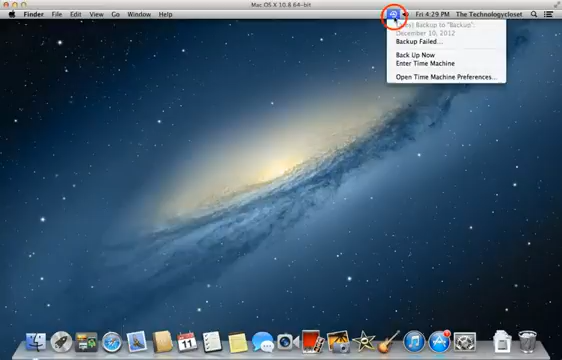 Mac OS X 10.8 64-bit
Finder File Edit View Go Window Help
Fri 4:29 PM The Technologycloset
Backup to "Backup":
December 10, 2012
Backup Failed...
Back Up Now
Enter Time Machine
Open Time Machine Preferences...
11